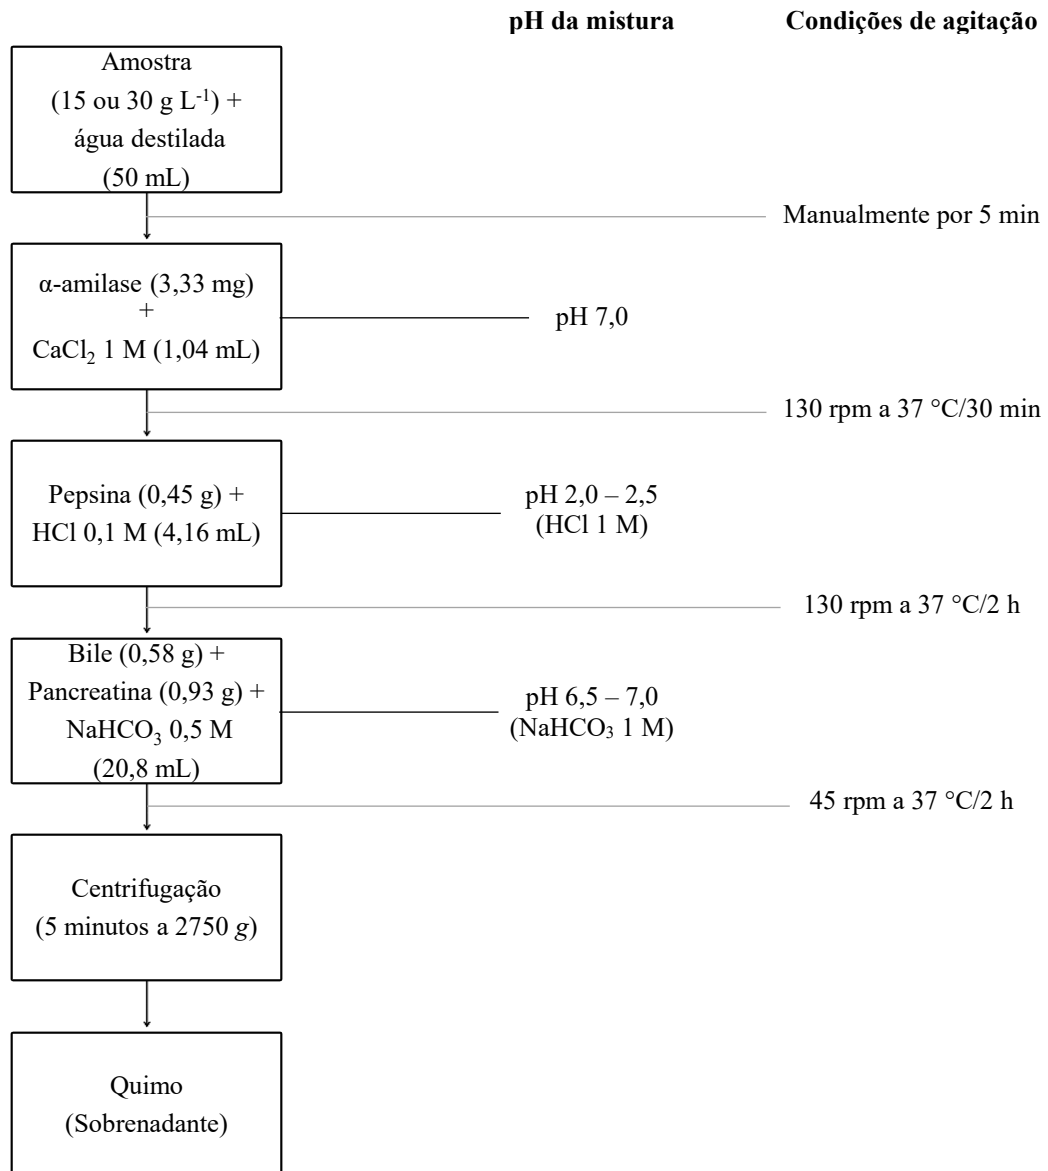 pH da mistura
Condições de agitação
Amostra
(15 ou 30 g L⁻¹) +
água destilada
(50 mL)
Manualmente por 5 min
α-amilase (3,33 mg)
+
CaCl₂ 1 M (1,04 mL)
pH 7,0
130 rpm a 37 °C/30 min
Pepsina (0,45 g) +
HCl 0,1 M (4,16 mL)
pH 2,0 – 2,5
(HCl 1 M)
130 rpm a 37 °C/2 h
Bile (0,58 g) +
Pancreatina (0,93 g) +
NaHCO₃ 0,5 M
(20,8 mL)
pH 6,5 – 7,0
(NaHCO₃ 1 M)
45 rpm a 37 °C/2 h
Centrifugação
(5 minutos a 2750 g)
Quimo
(Sobrenadante)